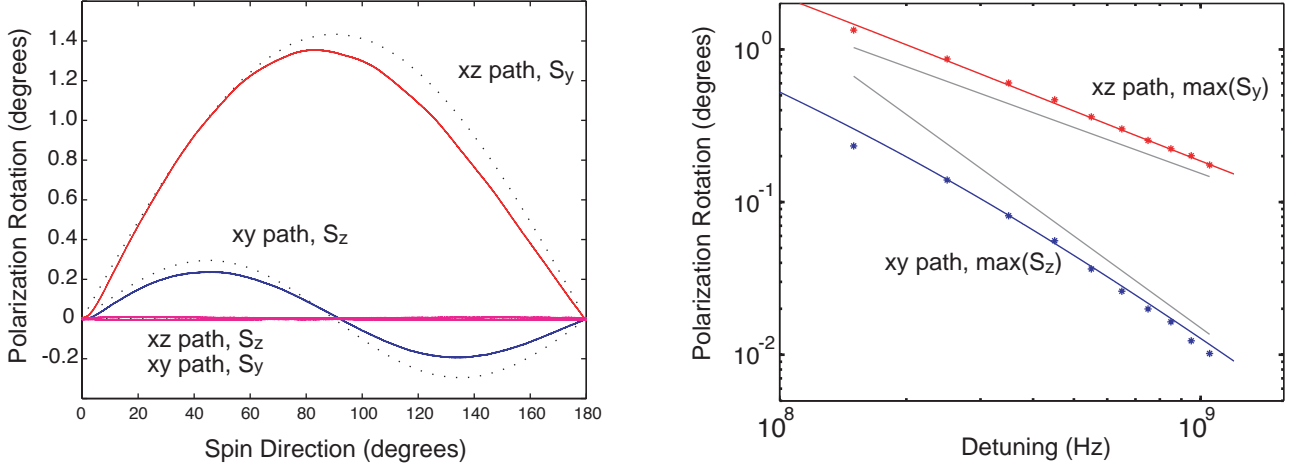 1.4
1.2
1
0.8
0.6
0.4
0.2
0
-0.2
Polarization Rotation (degrees)
xz path, Sy
xy path, Sz
xz path, Sz
xy path, Sy
0 20 40 60 80 100 120 140 160 180
Spin Direction (degrees)
10^0
10^-1
10^-2
Polarization Rotation (degrees)
xz path, max(Sy)
xy path, max(Sz)
10^8 10^9
Detuning (Hz)